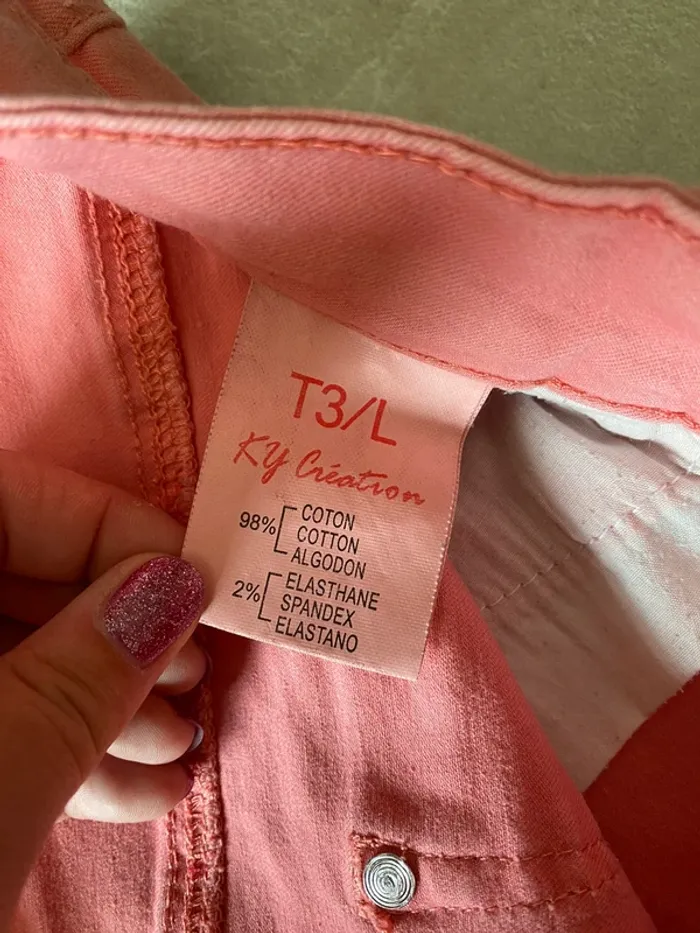 T3/L
KY Création
98% COTON
COTTON
ALGODON
2% ELASTHANE
SPANDEX
ELASTANO